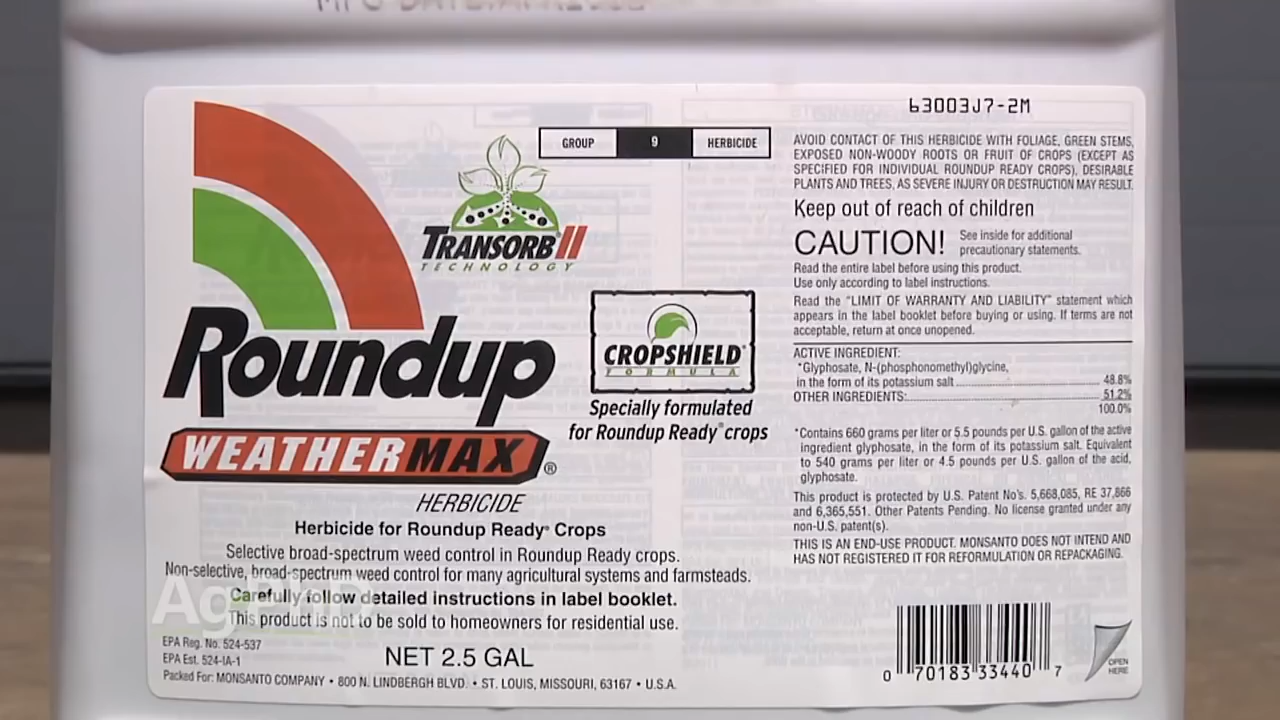 63003J7-2M
GROUP 9 HERBICIDE
TRANSORB II
TECHNOLOGY
Roundup
WEATHERMAX®
HERBICIDE
CROPSHIELD
FORMULA
Specially formulated
for Roundup Ready® crops
Herbicide for Roundup Ready® Crops
Selective broad-spectrum weed control in Roundup Ready crops.
Non-selective, broad-spectrum weed control for many agricultural systems and farmsteads.
Carefully follow detailed instructions in label booklet.
This product is not to be sold to homeowners for residential use.
Ag PhD
EPA Reg. No. 524-537
EPA Est. 524-IA-1
NET 2.5 GAL
Packed For: MONSANTO COMPANY • 800 N. LINDBERGH BLVD. • ST. LOUIS, MISSOURI, 63167 • U.S.A.
AVOID CONTACT OF THIS HERBICIDE WITH FOLIAGE, GREEN STEMS,
EXPOSED NON-WOODY ROOTS OR FRUIT OF CROPS (EXCEPT AS
SPECIFIED FOR INDIVIDUAL ROUNDUP READY CROPS), DESIRABLE
PLANTS AND TREES, AS SEVERE INJURY OR DESTRUCTION MAY RESULT.
Keep out of reach of children
CAUTION! See inside for additional
precautionary statements.
Read the entire label before using this product.
Use only according to label instructions.
Read the "LIMIT OF WARRANTY AND LIABILITY" statement which
appears in the label booklet before buying or using. If terms are not
acceptable, return at once unopened.
ACTIVE INGREDIENT:
*Glyphosate, N-(phosphonomethyl)glycine,
in the form of its potassium salt 48.8%
OTHER INGREDIENTS: 51.2%
100.0%
*Contains 660 grams per liter or 5.5 pounds per U.S. gallon of the active
ingredient glyphosate, in the form of its potassium salt. Equivalent
to 540 grams per liter or 4.5 pounds per U.S. gallon of the acid,
glyphosate.
This product is protected by U.S. Patent No's. 5,668,085, RE 37,866
and 6,365,551. Other Patents Pending. No license granted under any
non-U.S. patent(s).
THIS IS AN END-USE PRODUCT. MONSANTO DOES NOT INTEND AND
HAS NOT REGISTERED IT FOR REFORMULATION OR REPACKAGING.
0 70183 33440 7
OPEN
HERE